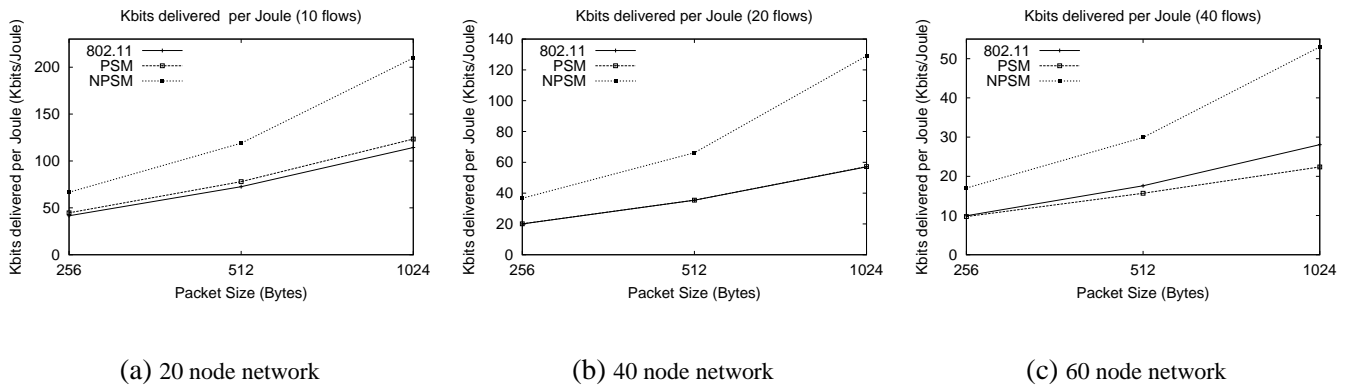 Kbits delivered per Joule (10 flows)
Kbits delivered per Joule (Kbits/Joule)
802.11
PSM
NPSM
200
150
100
50
0
256
512
1024
Packet Size (Bytes)
(a) 20 node network
Kbits delivered per Joule (20 flows)
Kbits delivered per Joule (Kbits/Joule)
802.11
PSM
NPSM
140
120
100
80
60
40
20
0
256
512
1024
Packet Size (Bytes)
(b) 40 node network
Kbits delivered per Joule (40 flows)
Kbits delivered per Joule (Kbits/Joule)
802.11
PSM
NPSM
50
40
30
20
10
0
256
512
1024
Packet Size (Bytes)
(c) 60 node network